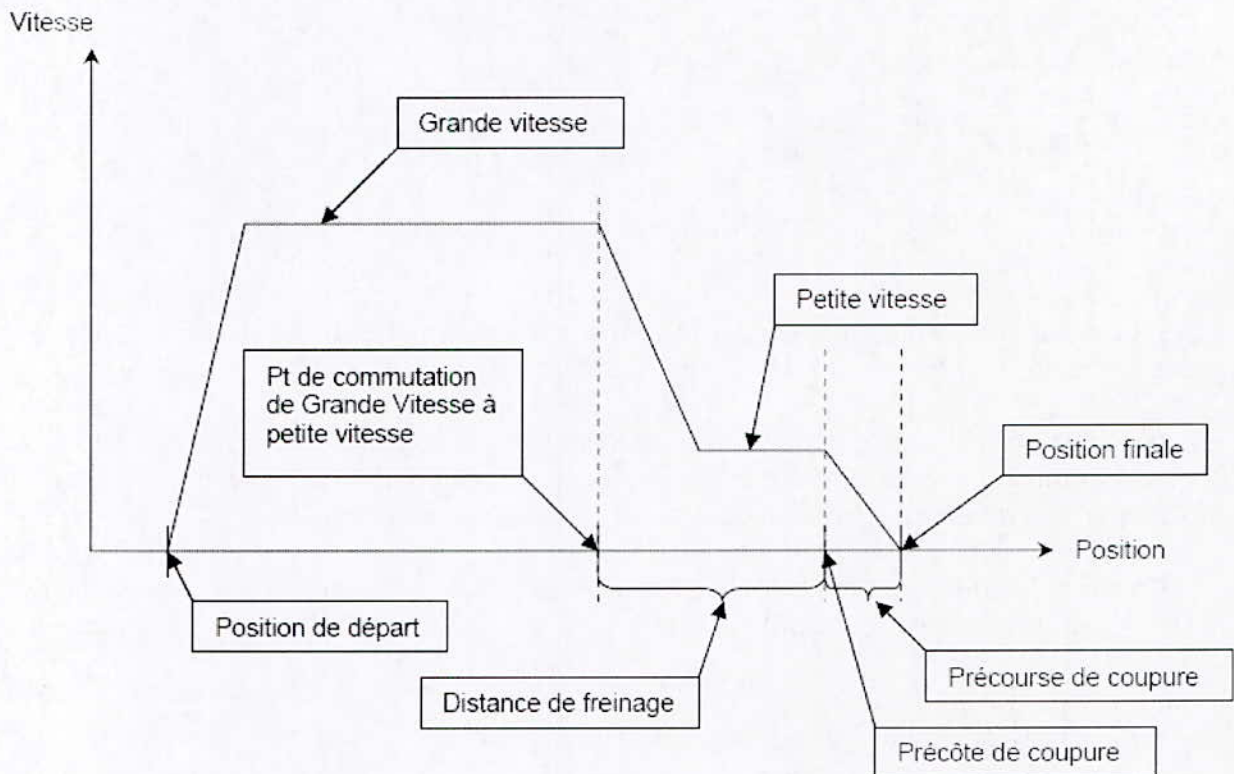 Vitesse
Grande vitesse
Petite vitesse
Pt de commutation
de Grande Vitesse à
petite vitesse
Position finale
Position
Position de départ
Précourse de coupure
Distance de freinage
Précôte de coupure